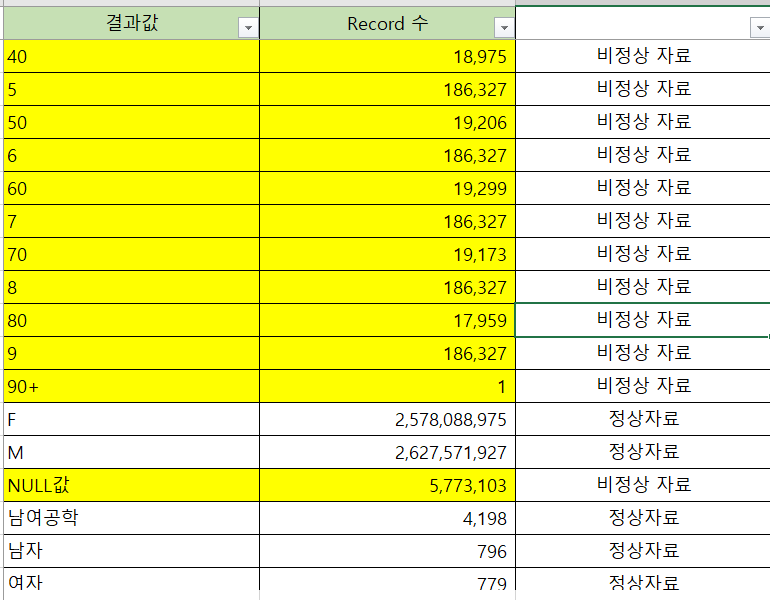 결과값 Record 수
40 18,975 비정상 자료
5 186,327 비정상 자료
50 19,206 비정상 자료
6 186,327 비정상 자료
60 19,299 비정상 자료
7 186,327 비정상 자료
70 19,173 비정상 자료
8 186,327 비정상 자료
80 17,959 비정상 자료
9 186,327 비정상 자료
90+ 1 비정상 자료
F 2,578,088,975 정상자료
M 2,627,571,927 정상자료
NULL값 5,773,103 비정상 자료
남여공학 4,198 정상자료
남자 796 정상자료
여자 779 정상자료